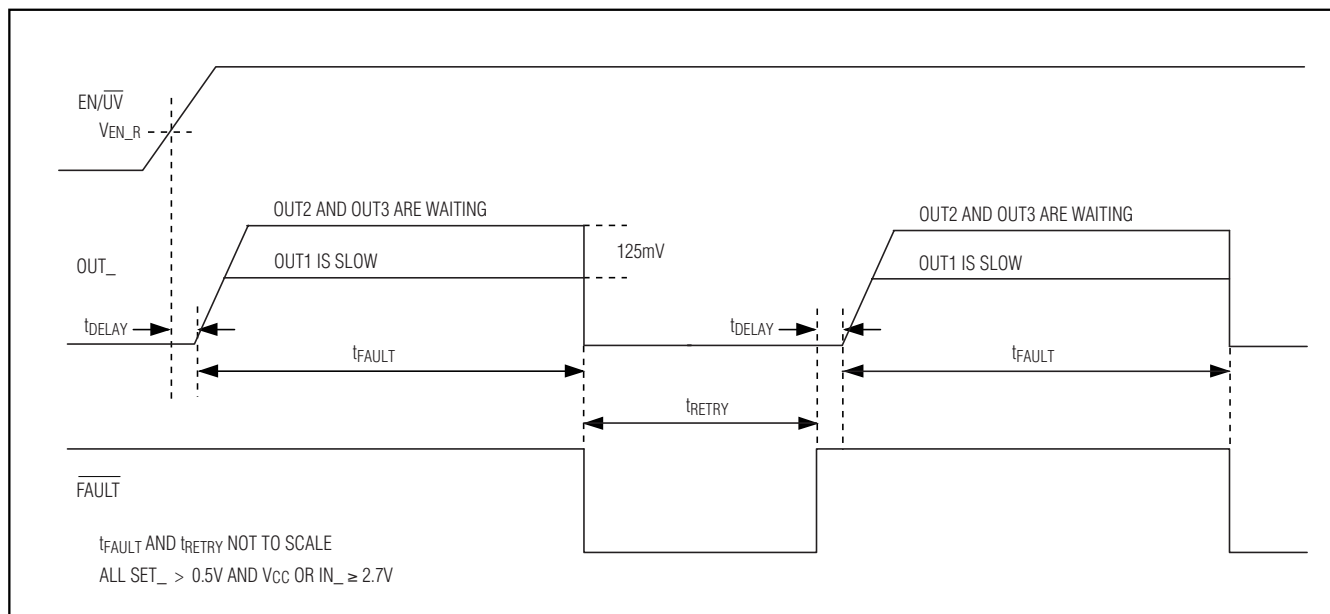 EN/UV
VEN_R
OUT2 AND OUT3 ARE WAITING
OUT2 AND OUT3 ARE WAITING
125mV
OUT_
OUT1 IS SLOW
OUT1 IS SLOW
tDELAY
tDELAY
tFAULT
tFAULT
tRETRY
FAULT
tFAULT AND tRETRY NOT TO SCALE
ALL SET_ > 0.5V AND VCC OR IN_ ≥ 2.7V